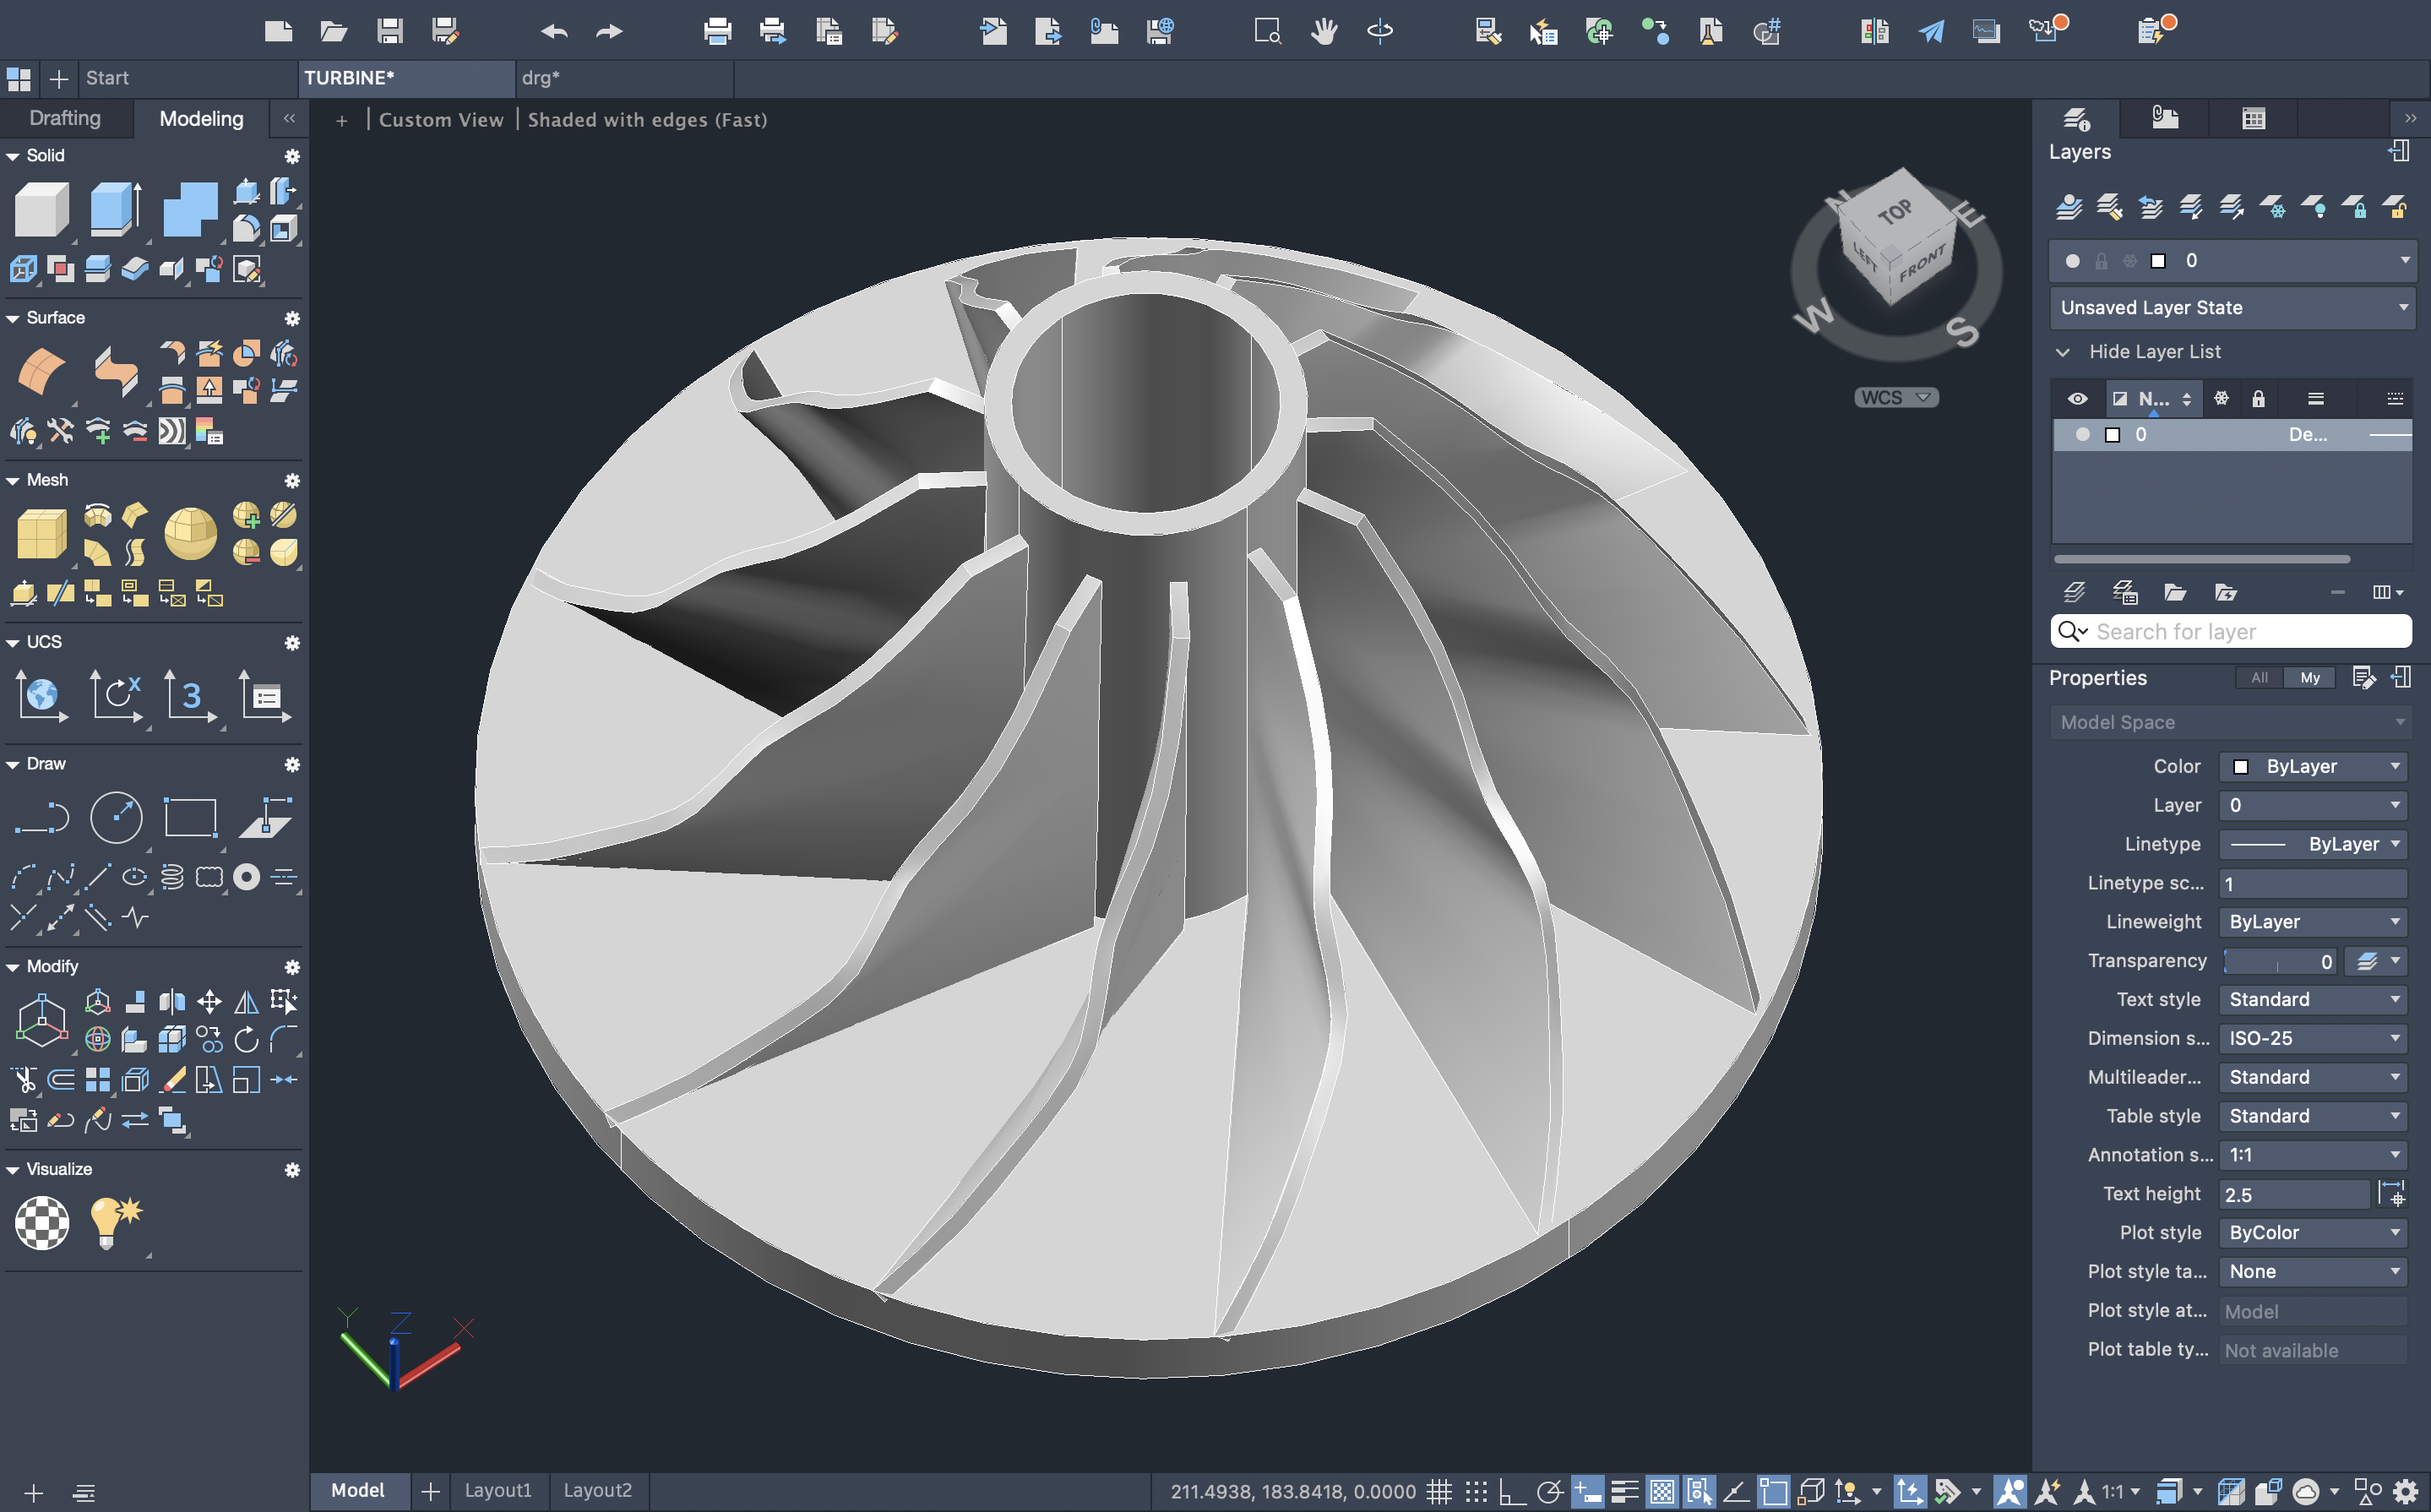 Start
TURBINE*
drg*
Drafting
Modeling
+ | Custom View | Shaded with edges (Fast)
Solid
Surface
Mesh
UCS
X
3
Draw
Modify
Visualize
TOP
LEFT
FRONT
N
E
W
S
WCS
Y
Z
X
Layers
0
Unsaved Layer State
Hide Layer List
N...
0 De...
Search for layer
Properties
All
My
Model Space
Color ByLayer
Layer 0
Linetype ByLayer
Linetype sc... 1
Lineweight ByLayer
Transparency 0
Text style Standard
Dimension s... ISO-25
Multileader... Standard
Table style Standard
Annotation s... 1:1
Text height 2.5
Plot style ByColor
Plot style ta... None
Plot style at... Model
Plot table ty... Not available
Model
Layout1
Layout2
211.4938, 183.8418, 0.0000
1:1